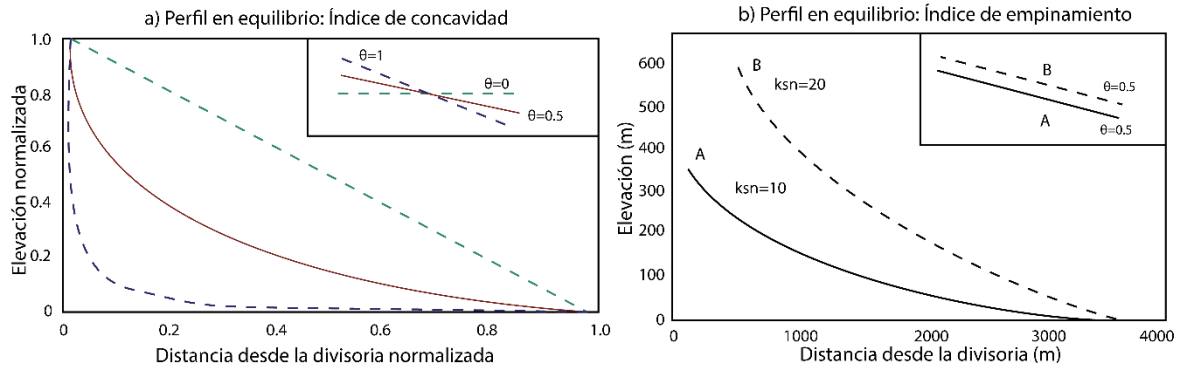 a) Perfil en equilibrio: Índice de concavidad
Elevación normalizada
1.0
0.8
0.6
0.4
0.2
0
0
0.2
0.4
0.6
0.8
1.0
Distancia desde la divisoria normalizada
θ=1
θ=0
θ=0.5
b) Perfil en equilibrio: Índice de empinamiento
Elevación (m)
600
500
400
300
200
100
0
0
1000
2000
3000
4000
Distancia desde la divisoria (m)
B
ksn=20
A
ksn=10
B
θ=0.5
A
θ=0.5